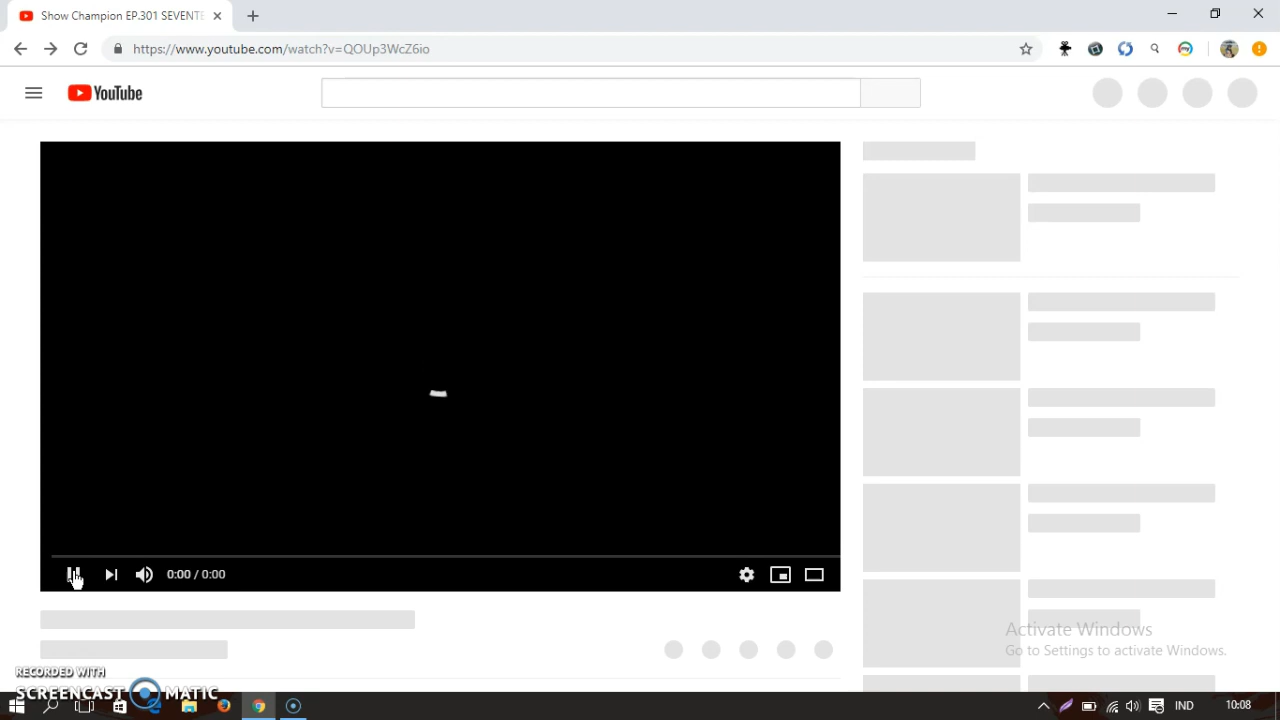 Show Champion EP.301 SEVENTE
https://www.youtube.com/watch?v=QOUp3WcZ6io
YouTube
0:00 / 0:00
Activate Windows
Go to Settings to activate Windows.
RECORDED WITH
SCREENCAST MATIC
IND
10:08